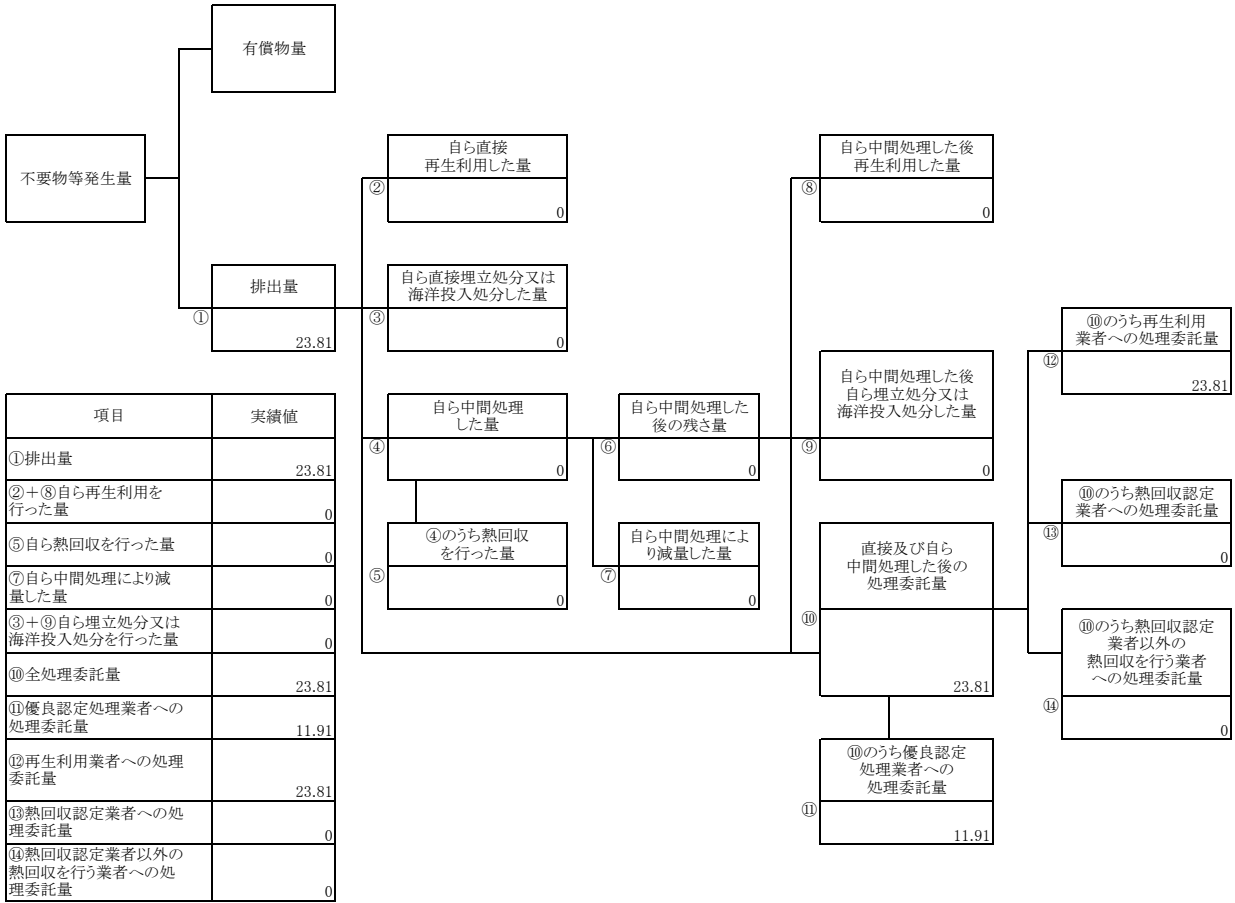 有償物量
不要物等発生量
自ら直接
再生利用した量
②
0
自ら中間処理した後
再生利用した量
⑧
0
排出量
①
23.81
自ら直接埋立処分又は
海洋投入処分した量
③
0
⑩のうち再生利用
業者への処理委託量
⑫
23.81
自ら中間処理
した量
④
0
自ら中間処理した
後の残さ量
⑥
0
自ら中間処理した後
自ら埋立処分又は
海洋投入処分した量
⑨
0
⑩のうち熱回収認定
業者への処理委託量
⑬
0
④のうち熱回収
を行った量
⑤
0
自ら中間処理によ
り減量した量
⑦
0
直接及び自ら
中間処理した後の
処理委託量
⑩
23.81
⑩のうち熱回収認定
業者以外の
熱回収を行う業者
への処理委託量
⑭
0
⑩のうち優良認定
処理業者への
処理委託量
⑪
11.91
項目
実績値
①排出量
23.81
②＋⑧自ら再生利用を
行った量
0
⑤自ら熱回収を行った量
0
⑦自ら中間処理により減
量した量
0
③＋⑨自ら埋立処分又は
海洋投入処分を行った量
0
⑩全処理委託量
23.81
⑪優良認定処理業者への
処理委託量
11.91
⑫再生利用業者への処理
委託量
23.81
⑬熱回収認定業者への処
理委託量
0
⑭熱回収認定業者以外の
熱回収を行う業者への処
理委託量
0